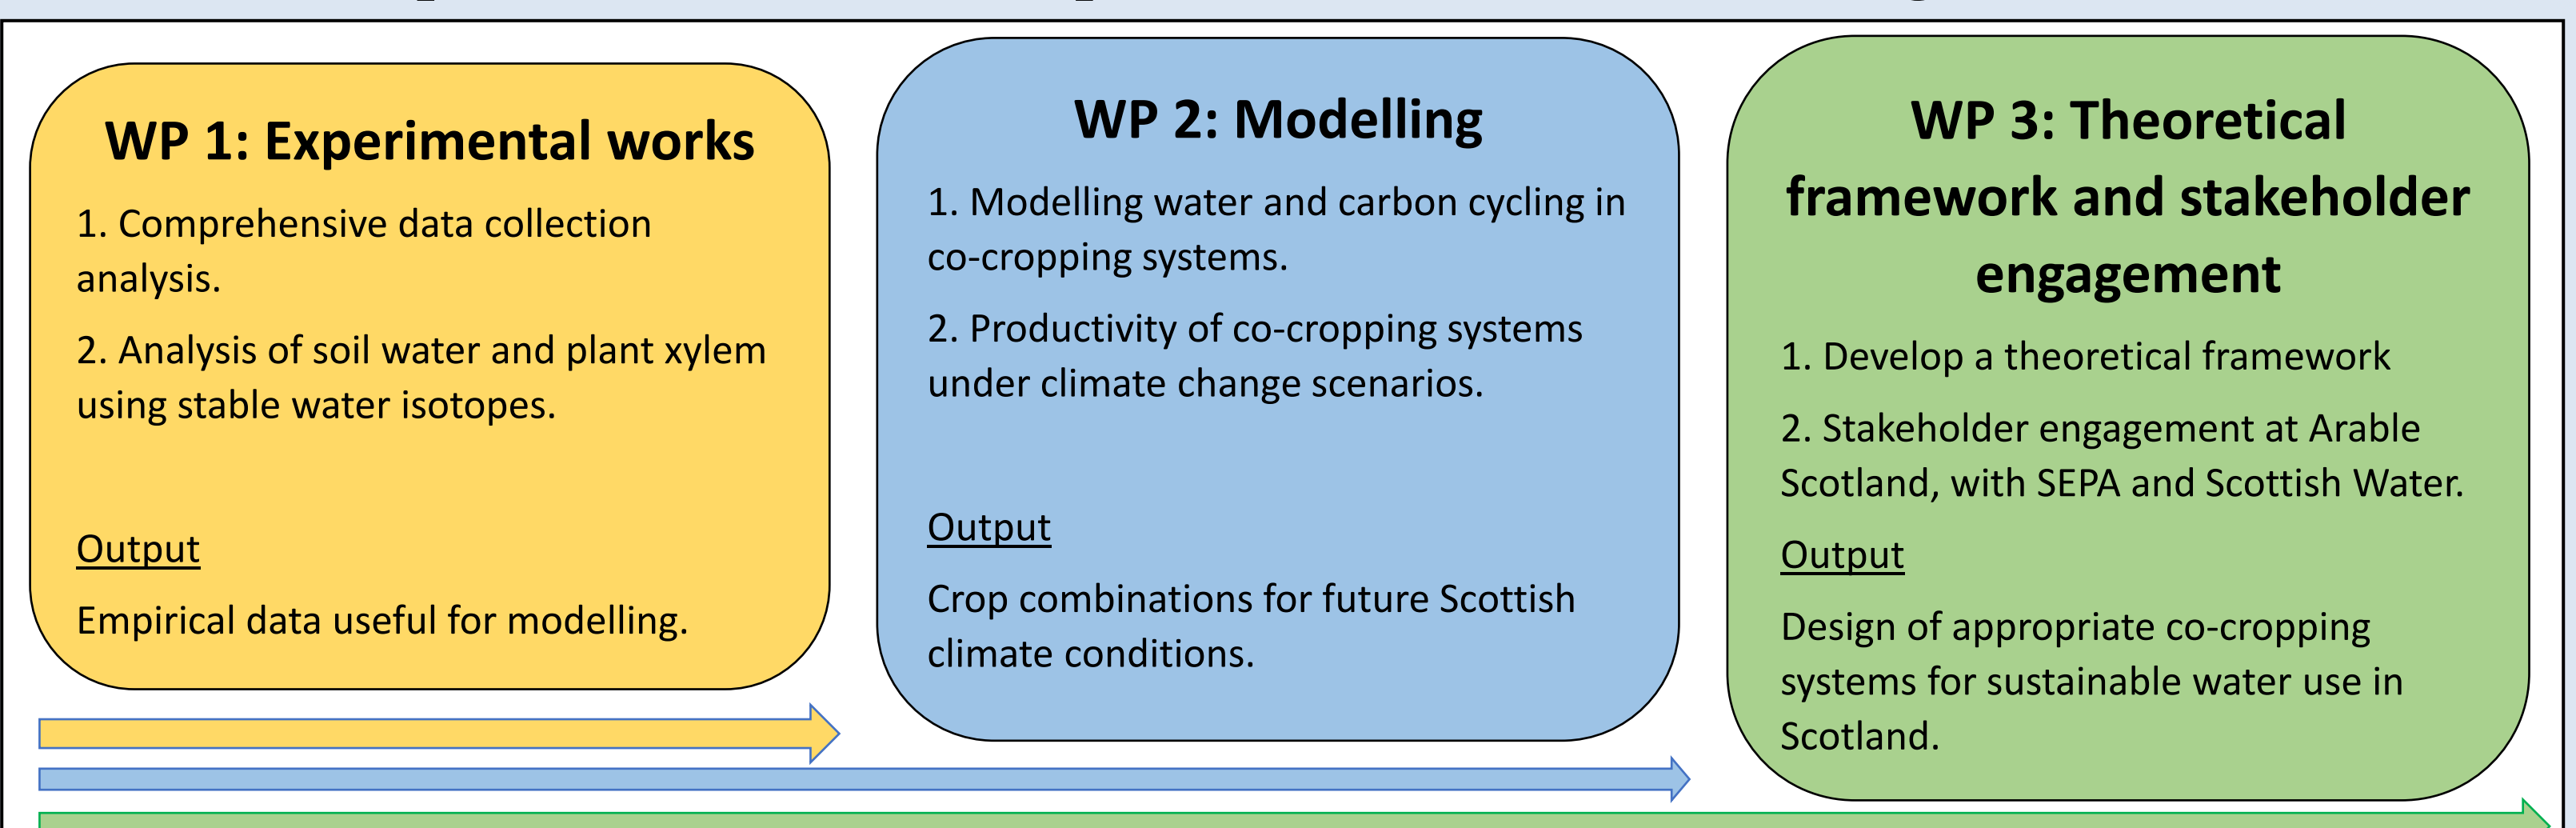 WP 1: Experimental works
1. Comprehensive data collection
analysis.
2. Analysis of soil water and plant xylem
using stable water isotopes.
Output
Empirical data useful for modelling.
WP 2: Modelling
1. Modelling water and carbon cycling in
co-cropping systems.
2. Productivity of co-cropping systems
under climate change scenarios.
Output
Crop combinations for future Scottish
climate conditions.
WP 3: Theoretical
framework and stakeholder
engagement
1. Develop a theoretical framework
2. Stakeholder engagement at Arable
Scotland, with SEPA and Scottish Water.
Output
Design of appropriate co-cropping
systems for sustainable water use in
Scotland.